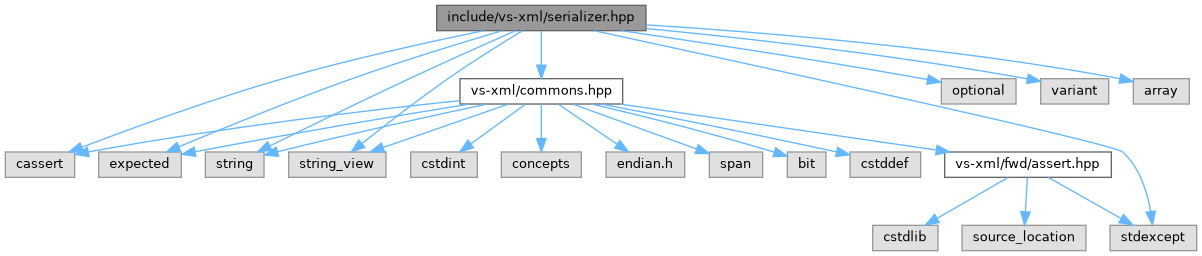 include/vs-xml/serializer.hpp
vs-xml/commons.hpp
optional
variant
array
cassert
expected
string
string_view
cstdint
concepts
endian.h
span
bit
cstddef
vs-xml/fwd/assert.hpp
cstdlib
source_location
stdexcept